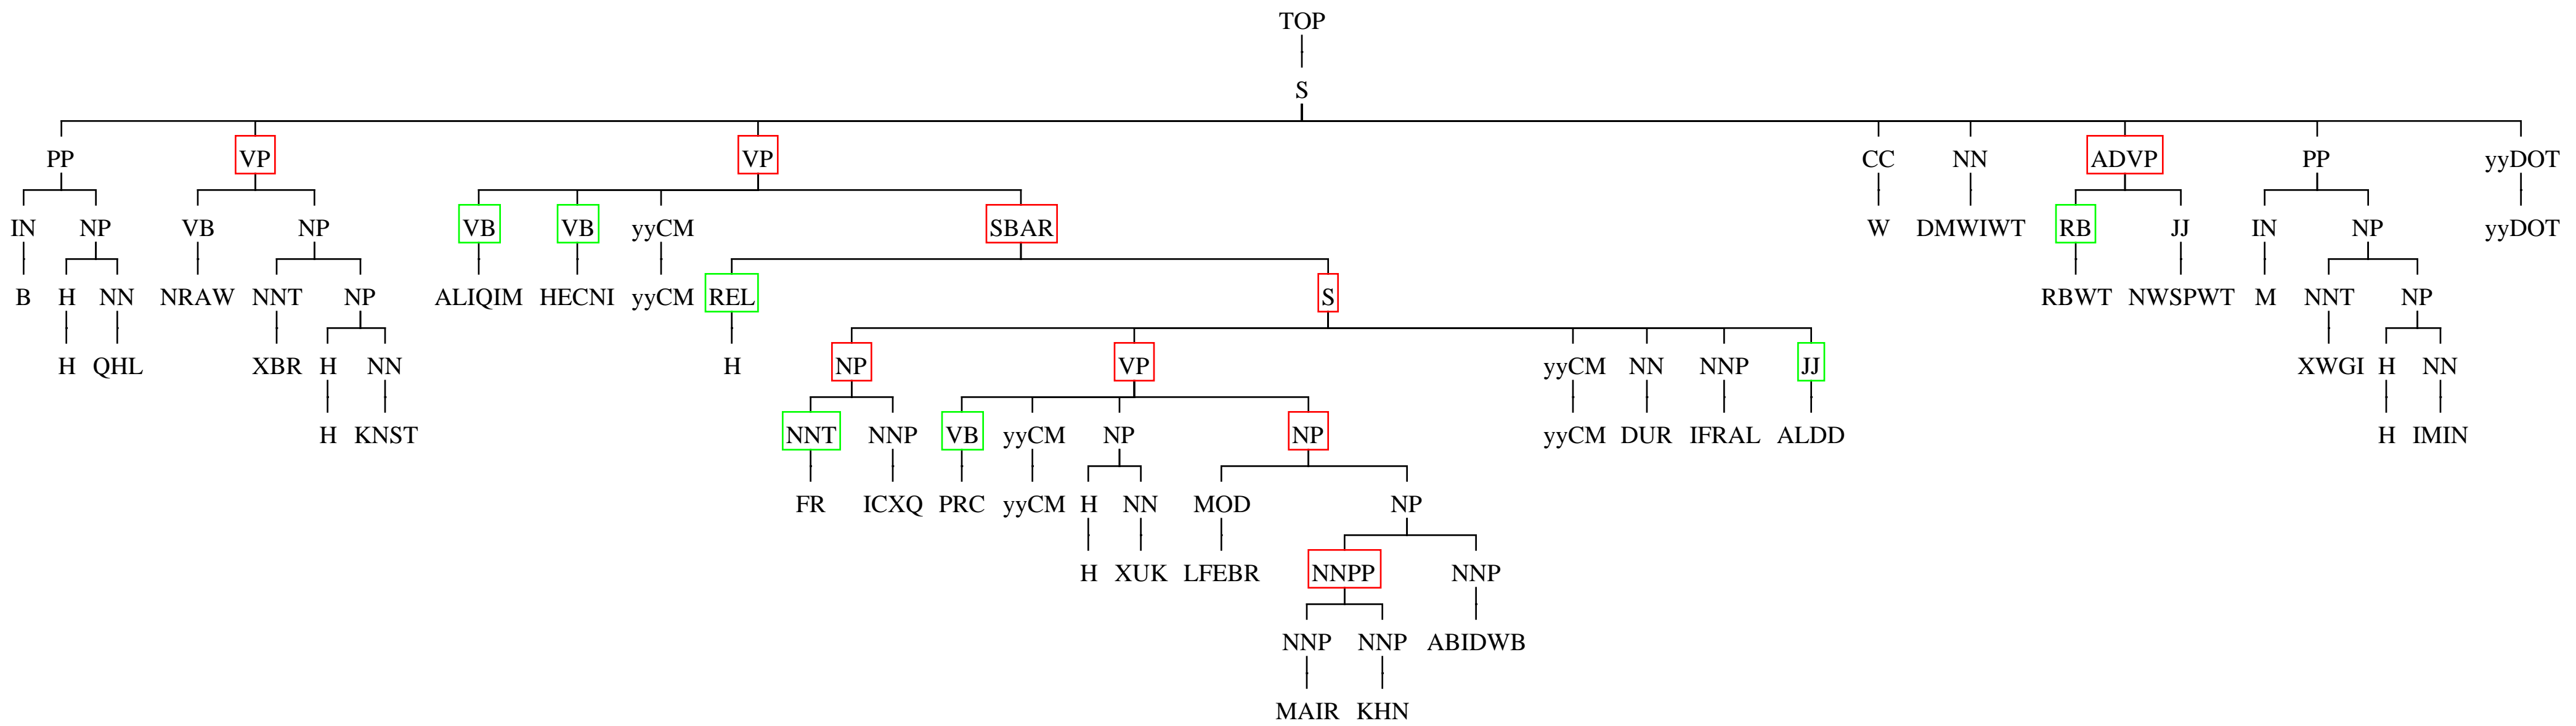 TOP
S
PP VP VP CC NN ADVP PP yyDOT
IN NP VB NP VB VB yyCM SBAR W DMWIWT RB JJ IN NP yyDOT
B H NN NRAW NNT NP ALIQIM HECNI yyCM REL S RBWT NWSPWT M NNT NP
H QHL XBR H NN H NP VP yyCM NN NNP JJ XWGI H NN
H KNST NNT NNP VB yyCM NP NP yyCM DUR IFRAL ALDD H IMIN
FR ICXQ PRC yyCM H NN MOD NP
H XUK LFEBR NNPP NNP
NNP NNP ABIDWB
MAIR KHN